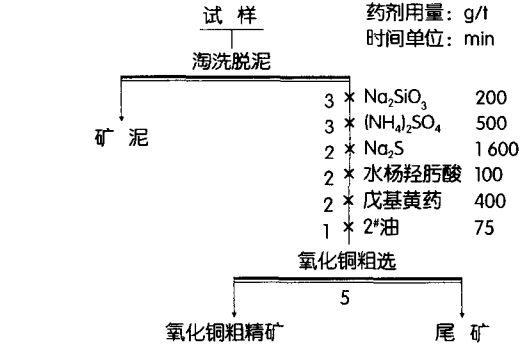 试样
药剂用量：g/t
时间单位：min
淘洗脱泥
矿泥
3 Na₂SiO₃ 200
3 (NH₄)₂SO₄ 500
2 Na₂S 1600
2 水杨羟肟酸 100
2 戊基黄药 400
1 2#油 75
氧化铜粗选
5
氧化铜粗精矿
尾矿